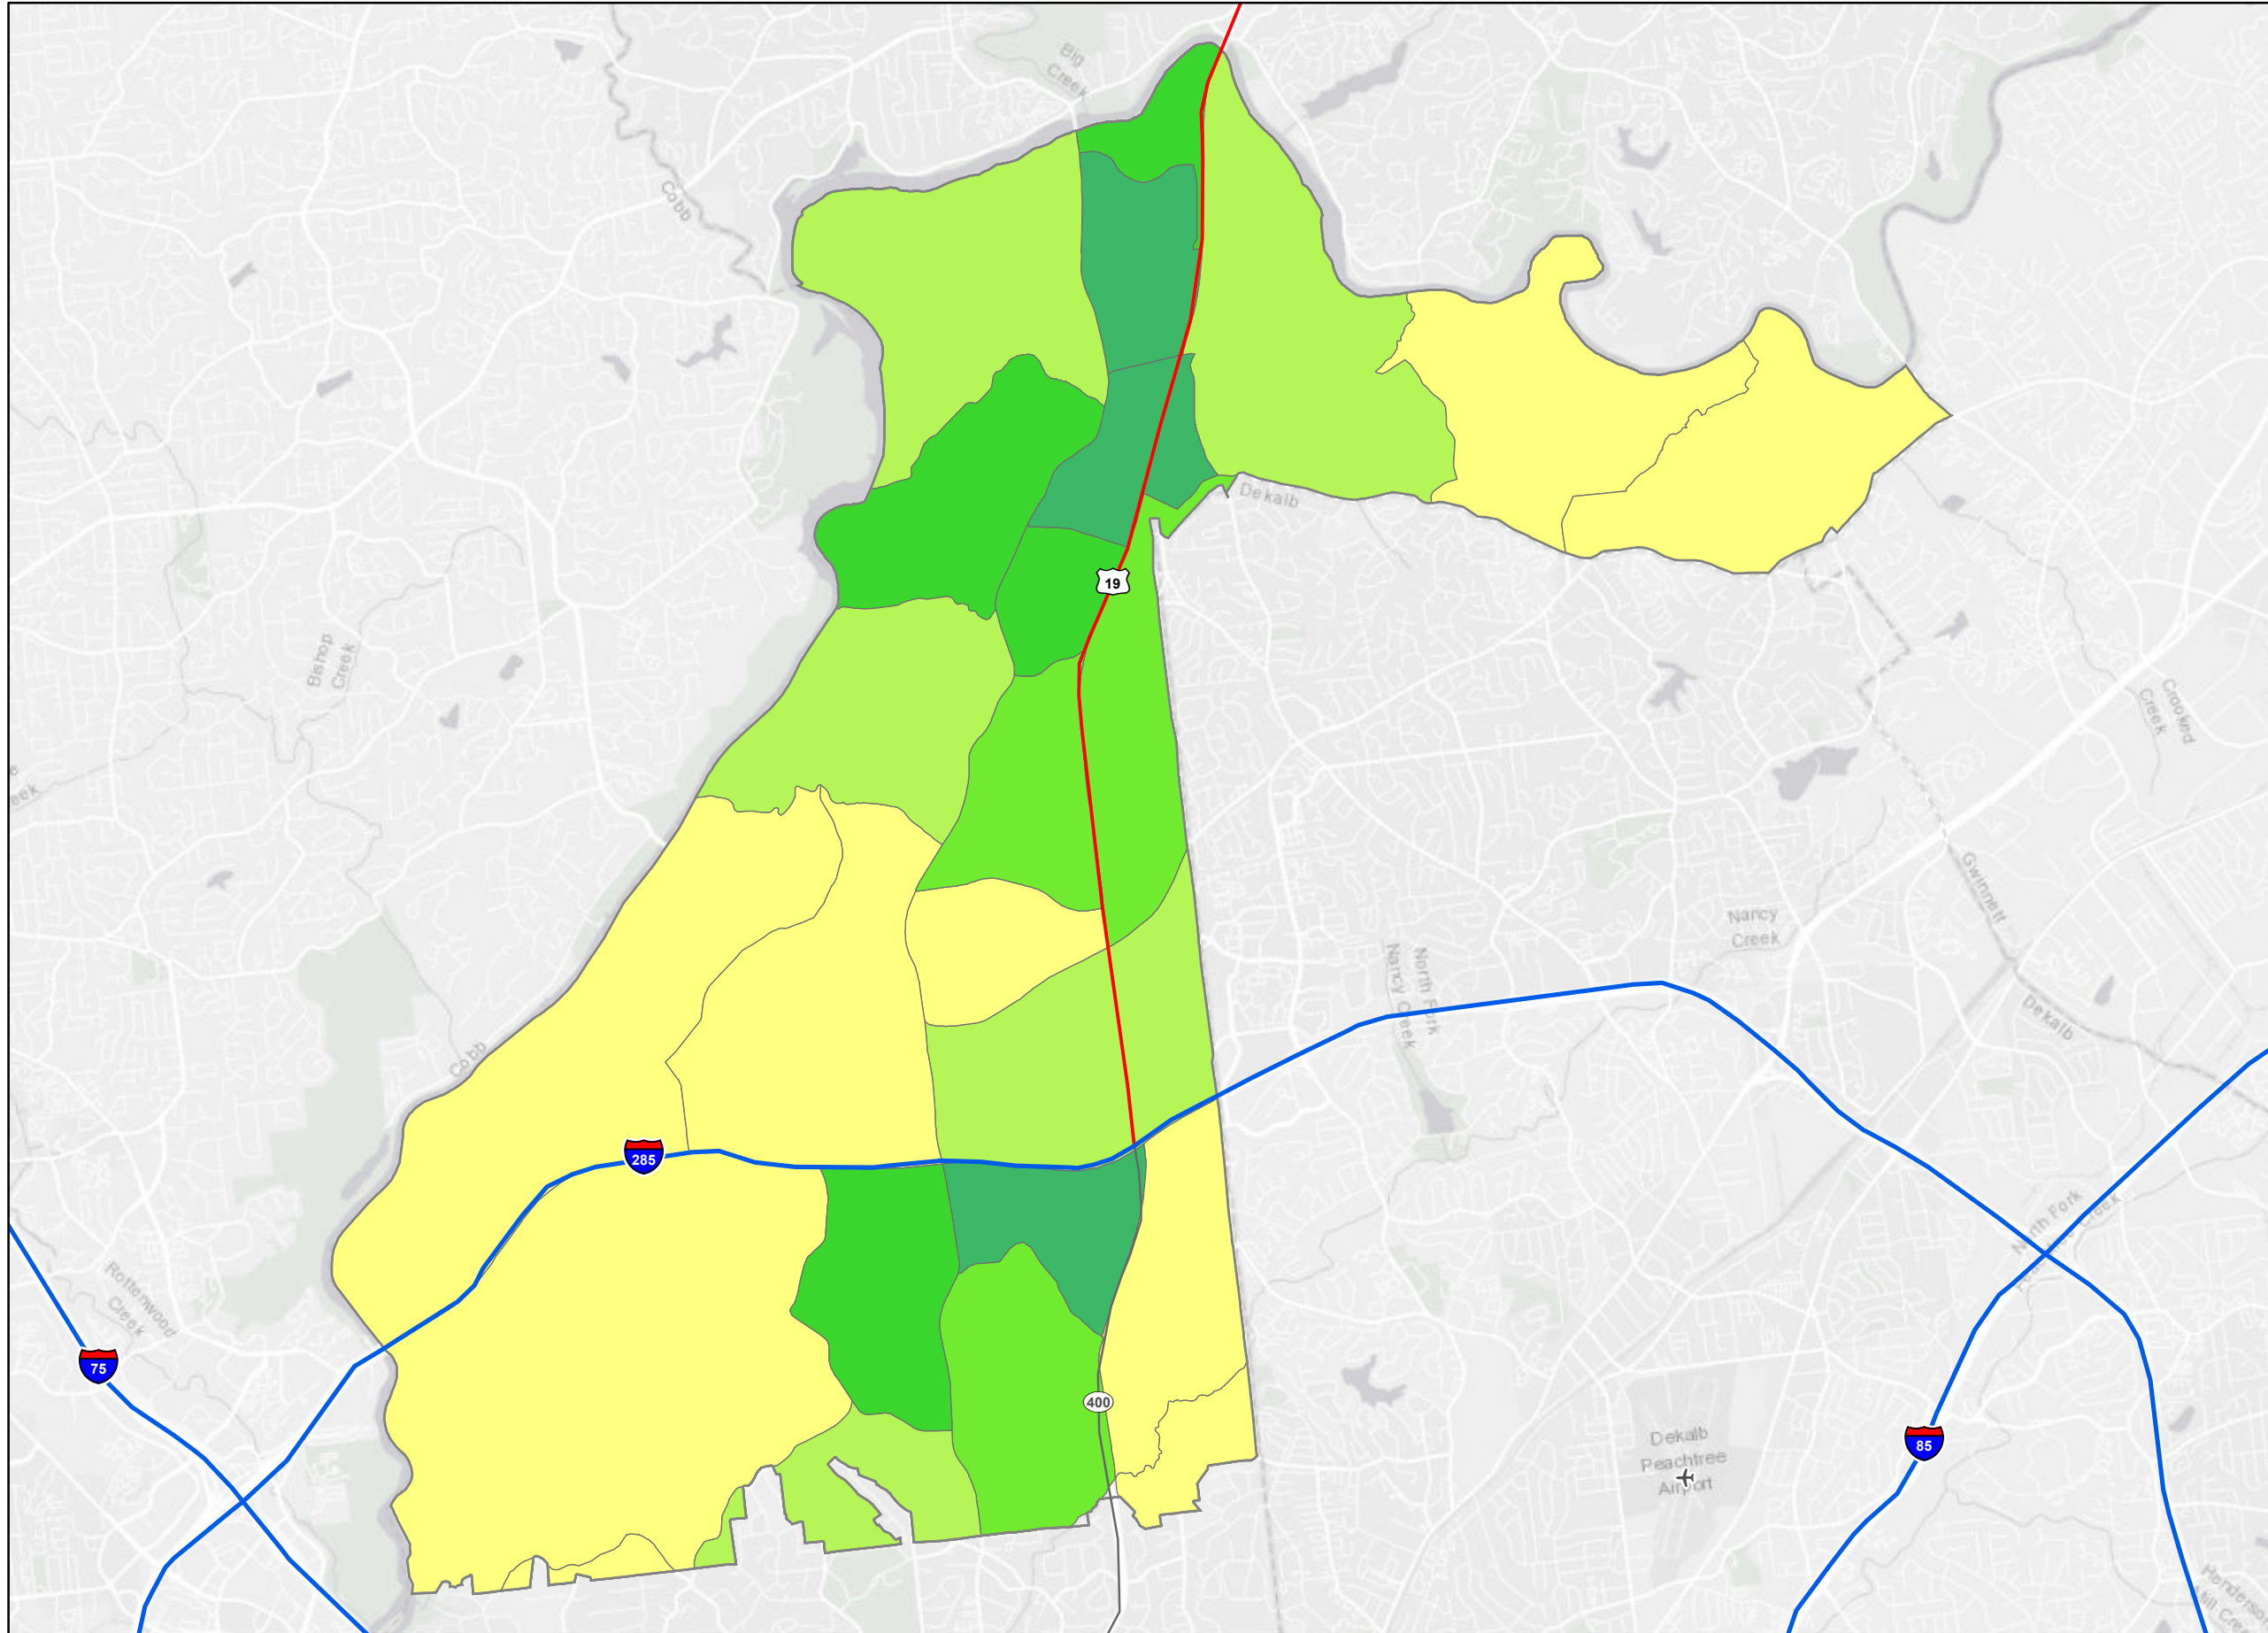 Big
Creek
Cobb
Dekalb
19
Bishop
Creek
Crooked
Creek
eek
Gwinnett
Nancy
Creek
North Fork
Nancy Creek
Dekalb
Cobb
285
North Fork
Creek
Rottenwood
Creek
75
400
Dekalb
Peachtree
Airport
85